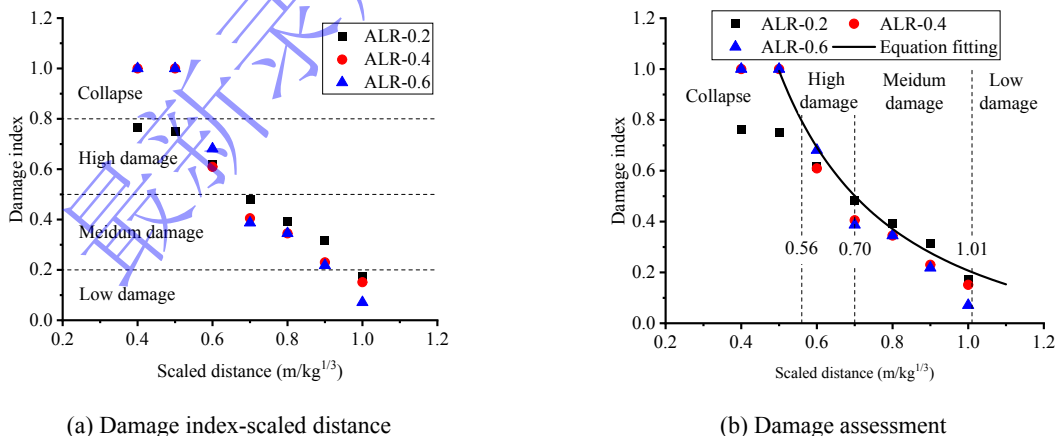 1.2
1.0
0.8
0.6
0.4
0.2
0.0
Damage index
ALR-0.2
ALR-0.4
ALR-0.6
Collapse
High damage
Meidum damage
Low damage
0.2 0.4 0.6 0.8 1.0 1.2
Scaled distance (m/kg1/3)
(a) Damage index-scaled distance
1.2
1.0
0.8
0.6
0.4
0.2
0.0
Damage index
ALR-0.2 ALR-0.4
ALR-0.6 Equation fitting
Collapse
High
damage
Meidum
damage
Low
damage
0.56 0.70 1.01
0.2 0.4 0.6 0.8 1.0 1.2
Scaled distance (m/kg1/3)
(b) Damage assessment
最新录